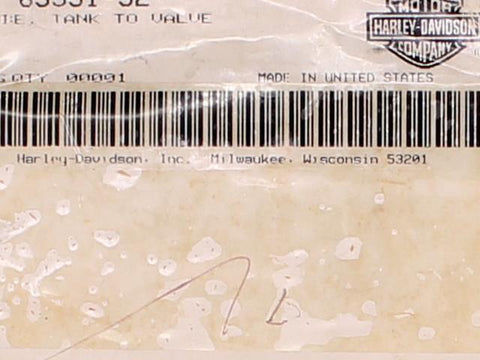 TANK TO VALVE
MOTOR
HARLEY-DAVIDSON
COMPANY
QTY 00001 MADE IN UNITED STATES
Harley-Davidson, Inc. Milwaukee, Wisconsin 53201